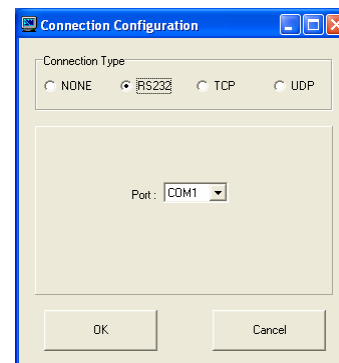 Connection Configuration
Connection Type
NONE RS232 TCP UDP
Port : COM1
OK Cancel